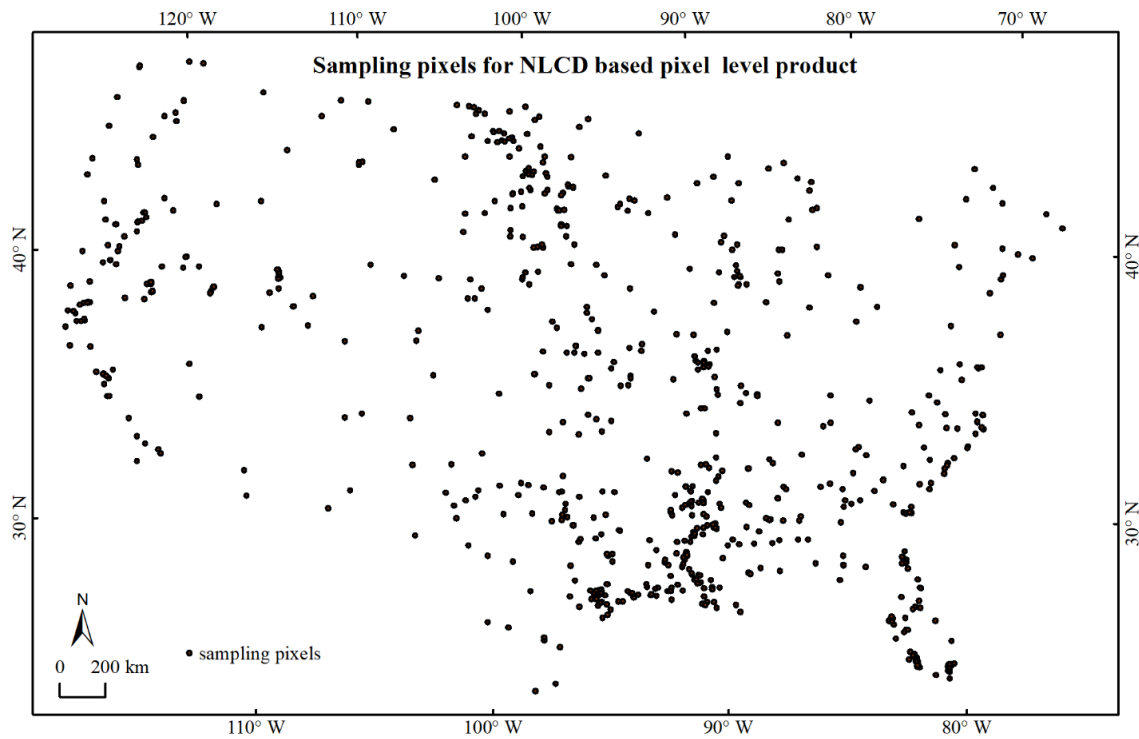 120° W 110° W 100° W 90° W 80° W 70° W
Sampling pixels for NLCD based pixel level product
40° N
40° N
30° N
30° N
N
0 200 km
sampling pixels
110° W 100° W 90° W 80° W